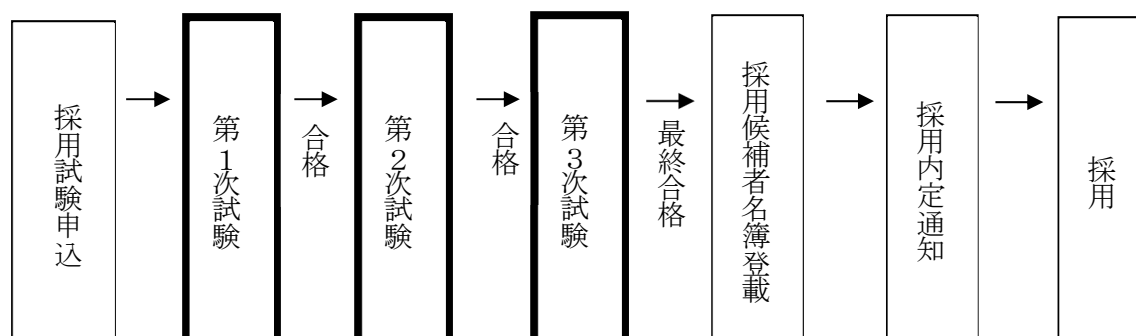 採用試験申込
→
第1次試験
→
合格
第2次試験
→
合格
第3次試験
→
最終合格
採用候補者名簿登載
→
採用内定通知
→
採用